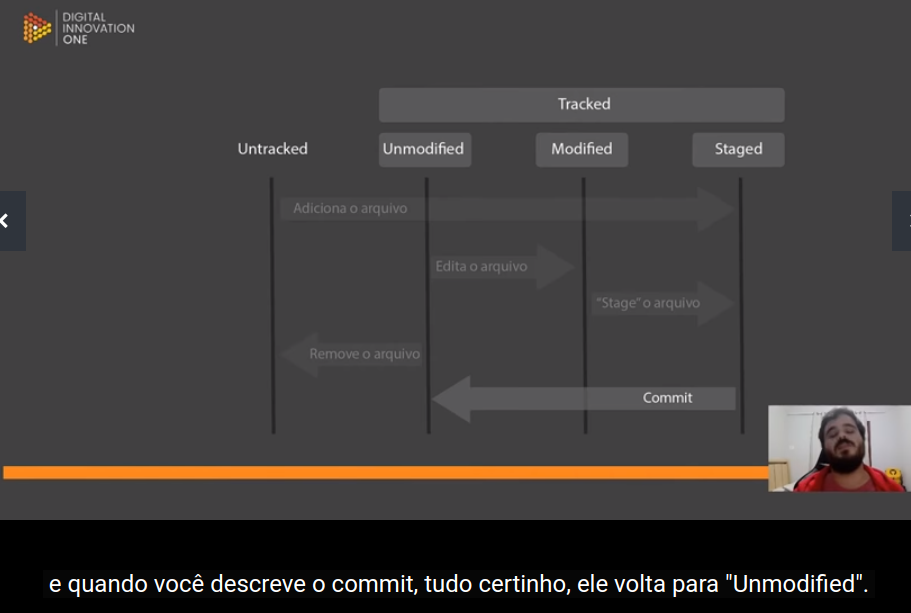 DIGITAL
INNOVATION
ONE
Tracked
Untracked Unmodified Modified Staged
Adiciona o arquivo
Edita o arquivo
"Stage" o arquivo
Remove o arquivo
Commit
e quando você descreve o commit, tudo certinho, ele volta para "Unmodified".